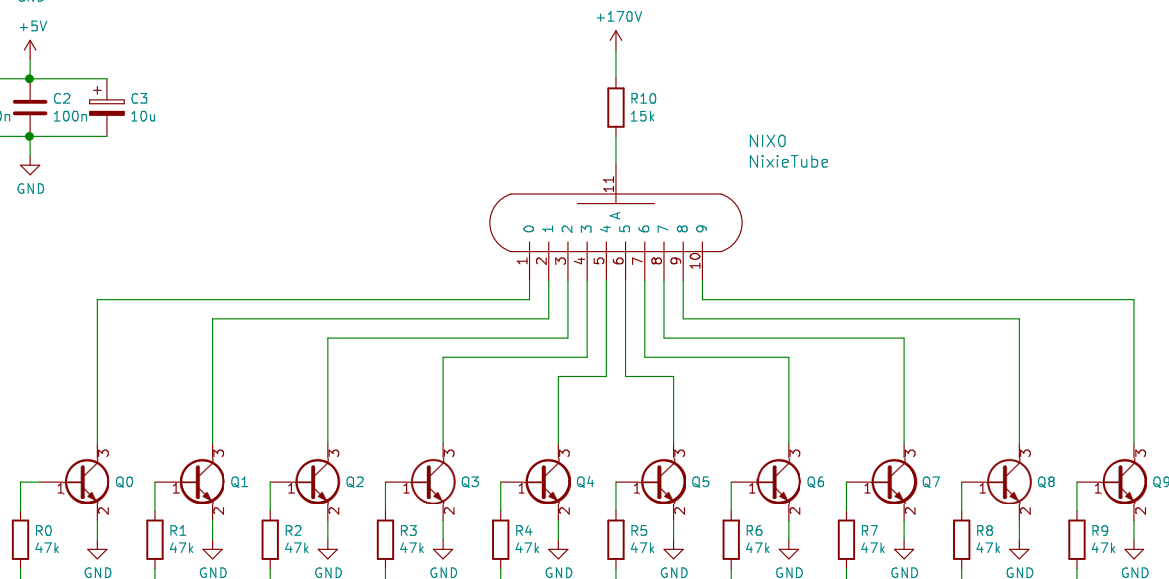 GND
+5V
C2
100n
C3
10u
GND
+170V
R10
15k
NIX0
NixieTube
11
A
0 1 2 3 4 5 6 7 8 9
1 2 3 4 5 6 7 8 9 10
3 3 3 3 3 3 3 3 3 3
1 Q0 1 Q1 1 Q2 1 Q3 1 Q4 1 Q5 1 Q6 1 Q7 1 Q8 1 Q9
2 2 2 2 2 2 2 2 2 2
R0 R1 R2 R3 R4 R5 R6 R7 R8 R9
47k 47k 47k 47k 47k 47k 47k 47k 47k 47k
GND GND GND GND GND GND GND GND GND GND